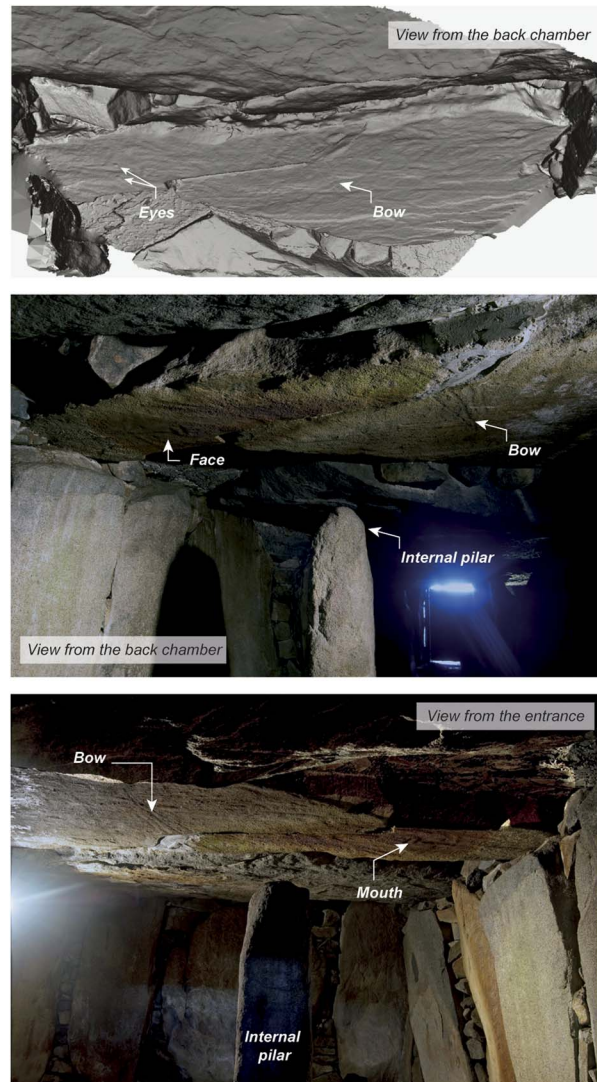 View from the back chamber
Eyes
Bow
Face
Bow
Internal pilar
View from the back chamber
View from the entrance
Bow
Mouth
Internal
pilar